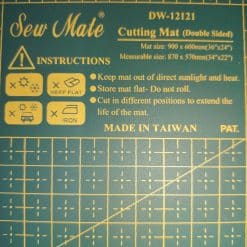 Sew Mate®
DW-12121
Cutting Mat (Double Sided)
Mat size: 900 x 600mm(36"x24")
Measurable size: 870 x 570mm(34"x22")
INSTRUCTIONS
KEEP FLAT
IRON
• Keep mat out of direct sunlight and heat.
• Store mat flat- Do not roll.
• Cut in different positions to extend the
life of the mat.
MADE IN TAIWAN
PAT.